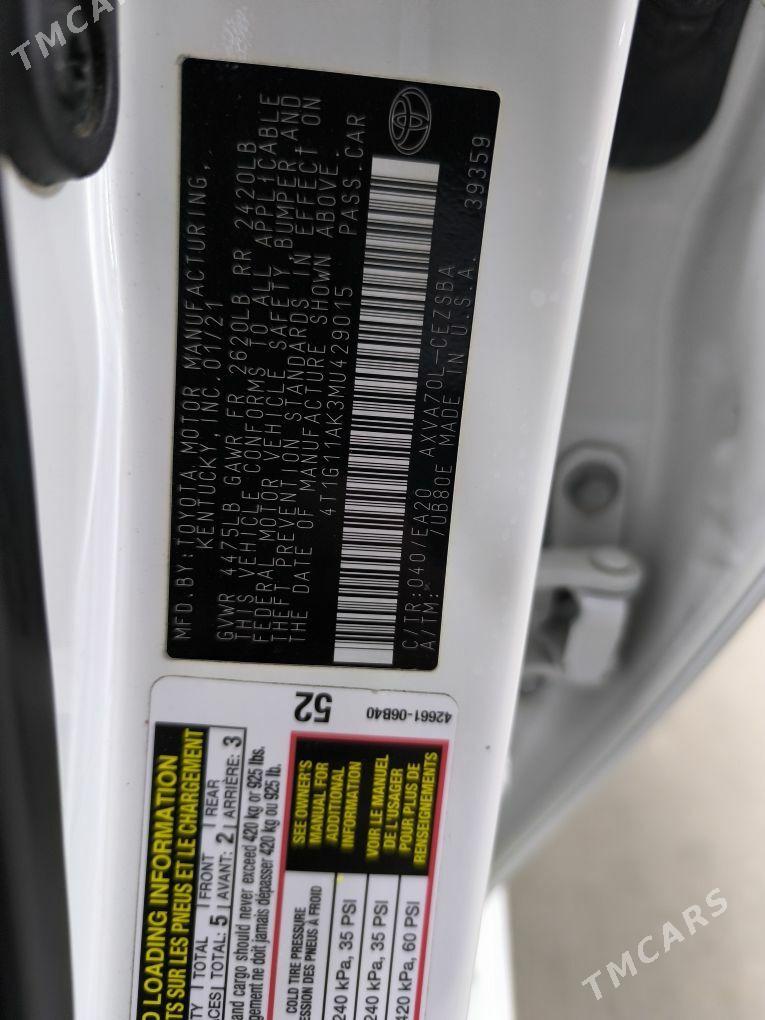 TMCARS
MFD.BY:TOYOTA MOTOR MANUFACTURING,
KENTUCKY, INC. 01/21
GVWR 4475LB GAWR FR 2620LB RR 2420LB
THIS VEHICLE CONFORMS TO ALL APPLICABLE
FEDERAL MOTOR VEHICLE SAFETY, BUMPER AND
THEFT PREVENTION STANDARDS IN EFFECT ON
THE DATE OF MANUFACTURE SHOWN ABOVE.
4T1G11AK3MU429015 PASS.CAR
C/TR:040/EA20 AXVA70L-CEZSBA 39359
A/TM: /UB80E MADE IN U.S.A.
52
42661-06B40
LOADING INFORMATION
SUR LES PNEUS ET LE CHARGEMENT
TOTAL FRONT REAR
TOTAL: 5 AVANT: 2 ARRIÈRE: 3
and cargo should never exceed 420 kg or 925 lbs.
ne doit jamais dépasser 420 kg ou 925 lb.
COLD TIRE PRESSURE
DES PNEUS À FROID
240 kPa, 35 PSI
240 kPa, 35 PSI
420 kPa, 60 PSI
SEE OWNER'S
MANUAL FOR
ADDITIONAL
INFORMATION
VOIR LE MANUEL
DE L'USAGER
POUR PLUS DE
RENSEIGNEMENTS
TMCARS